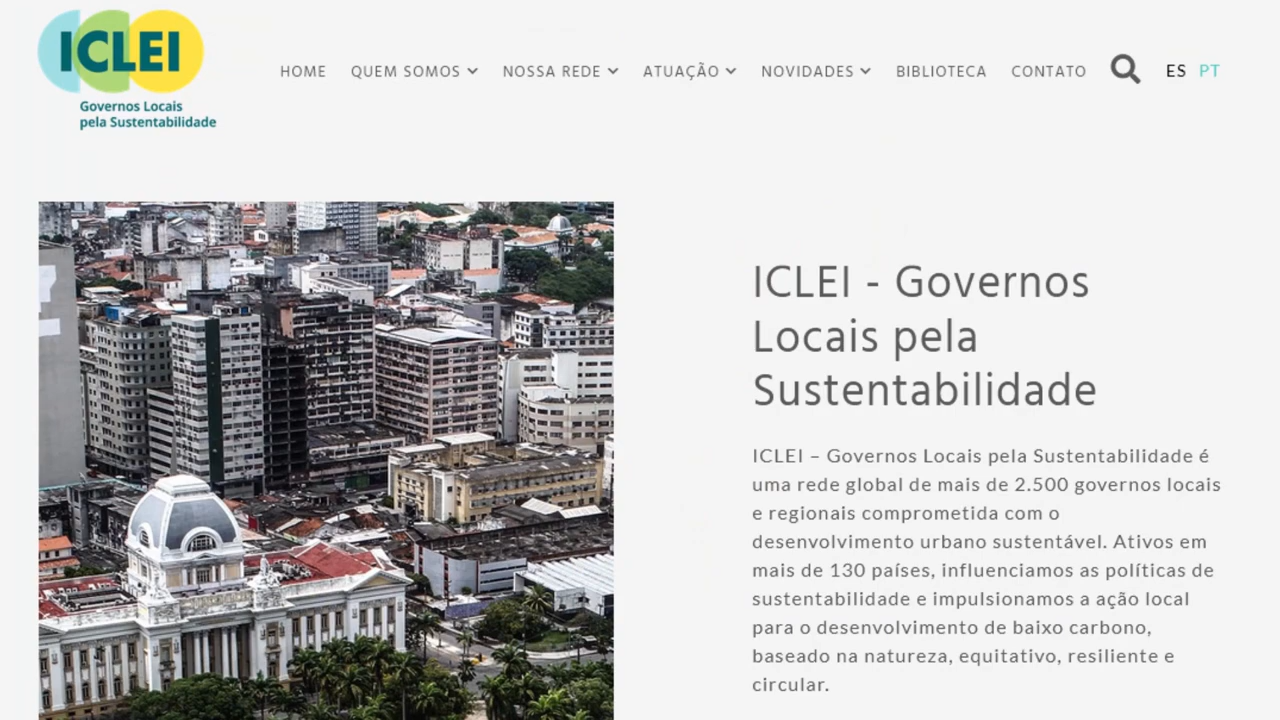 ICLEI
Governos Locais
pela Sustentabilidade
HOME QUEM SOMOS NOSSA REDE ATUAÇÃO NOVIDADES BIBLIOTECA CONTATO ES PT
ICLEI - Governos
Locais pela
Sustentabilidade
ICLEI – Governos Locais pela Sustentabilidade é
uma rede global de mais de 2.500 governos locais
e regionais comprometida com o
desenvolvimento urbano sustentável. Ativos em
mais de 130 países, influenciamos as políticas de
sustentabilidade e impulsionamos a ação local
para o desenvolvimento de baixo carbono,
baseado na natureza, equitativo, resiliente e
circular.